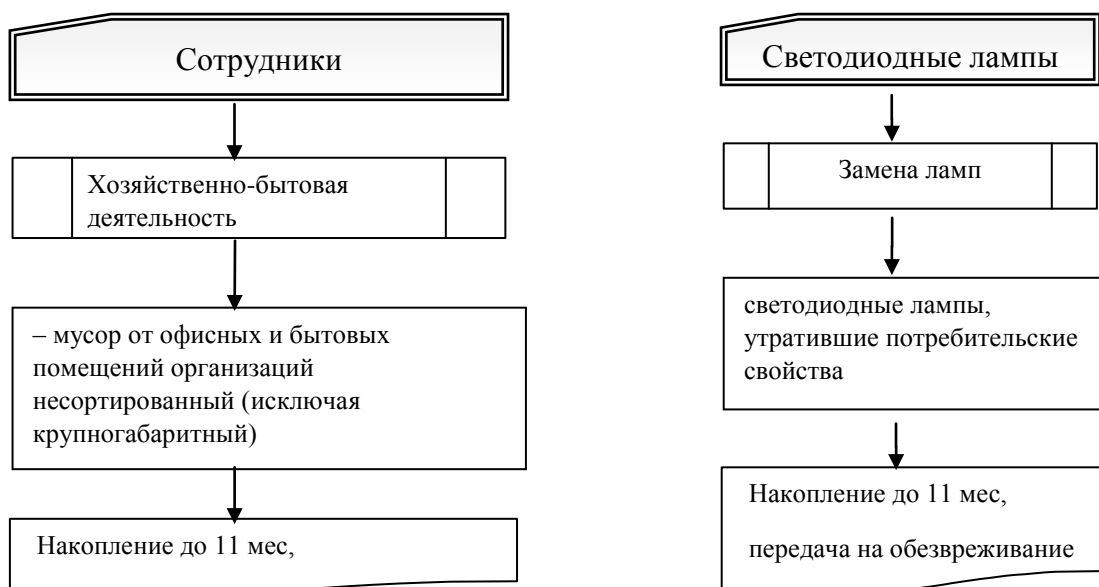 Сотрудники
Хозяйственно-бытовая
деятельность
– мусор от офисных и бытовых
помещений организаций
несортированный (исключая
крупногабаритный)
Накопление до 11 мес,
Светодиодные лампы
Замена ламп
светодиодные лампы,
утратившие потребительские
свойства
Накопление до 11 мес,
передача на обезвреживание